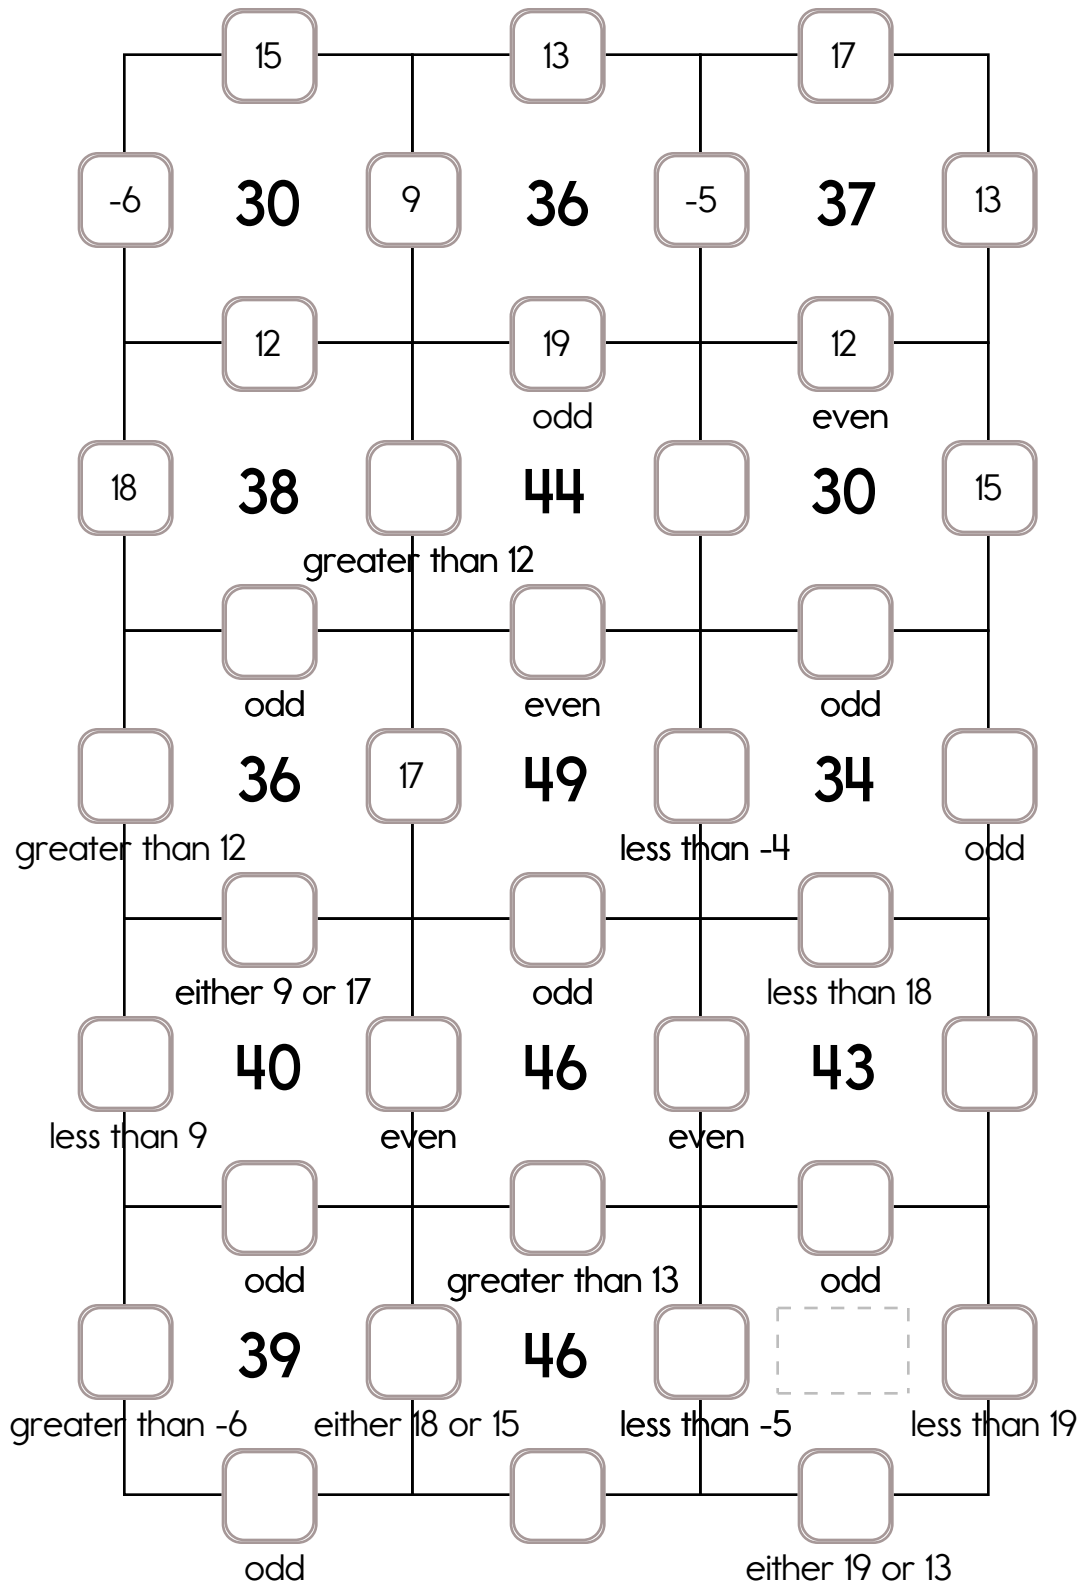 15 13 17
-6 30 9 36 -5 37 13
12 19 12
odd even
18 38 44 30 15
greater than 12
odd even odd
36 17 49 34
greater than 12 less than -4 odd
either 9 or 17 odd less than 18
40 46 43
less than 9 even even
odd greater than 13 odd
39 46
greater than -6 either 18 or 15 less than -5 less than 19
odd either 19 or 13